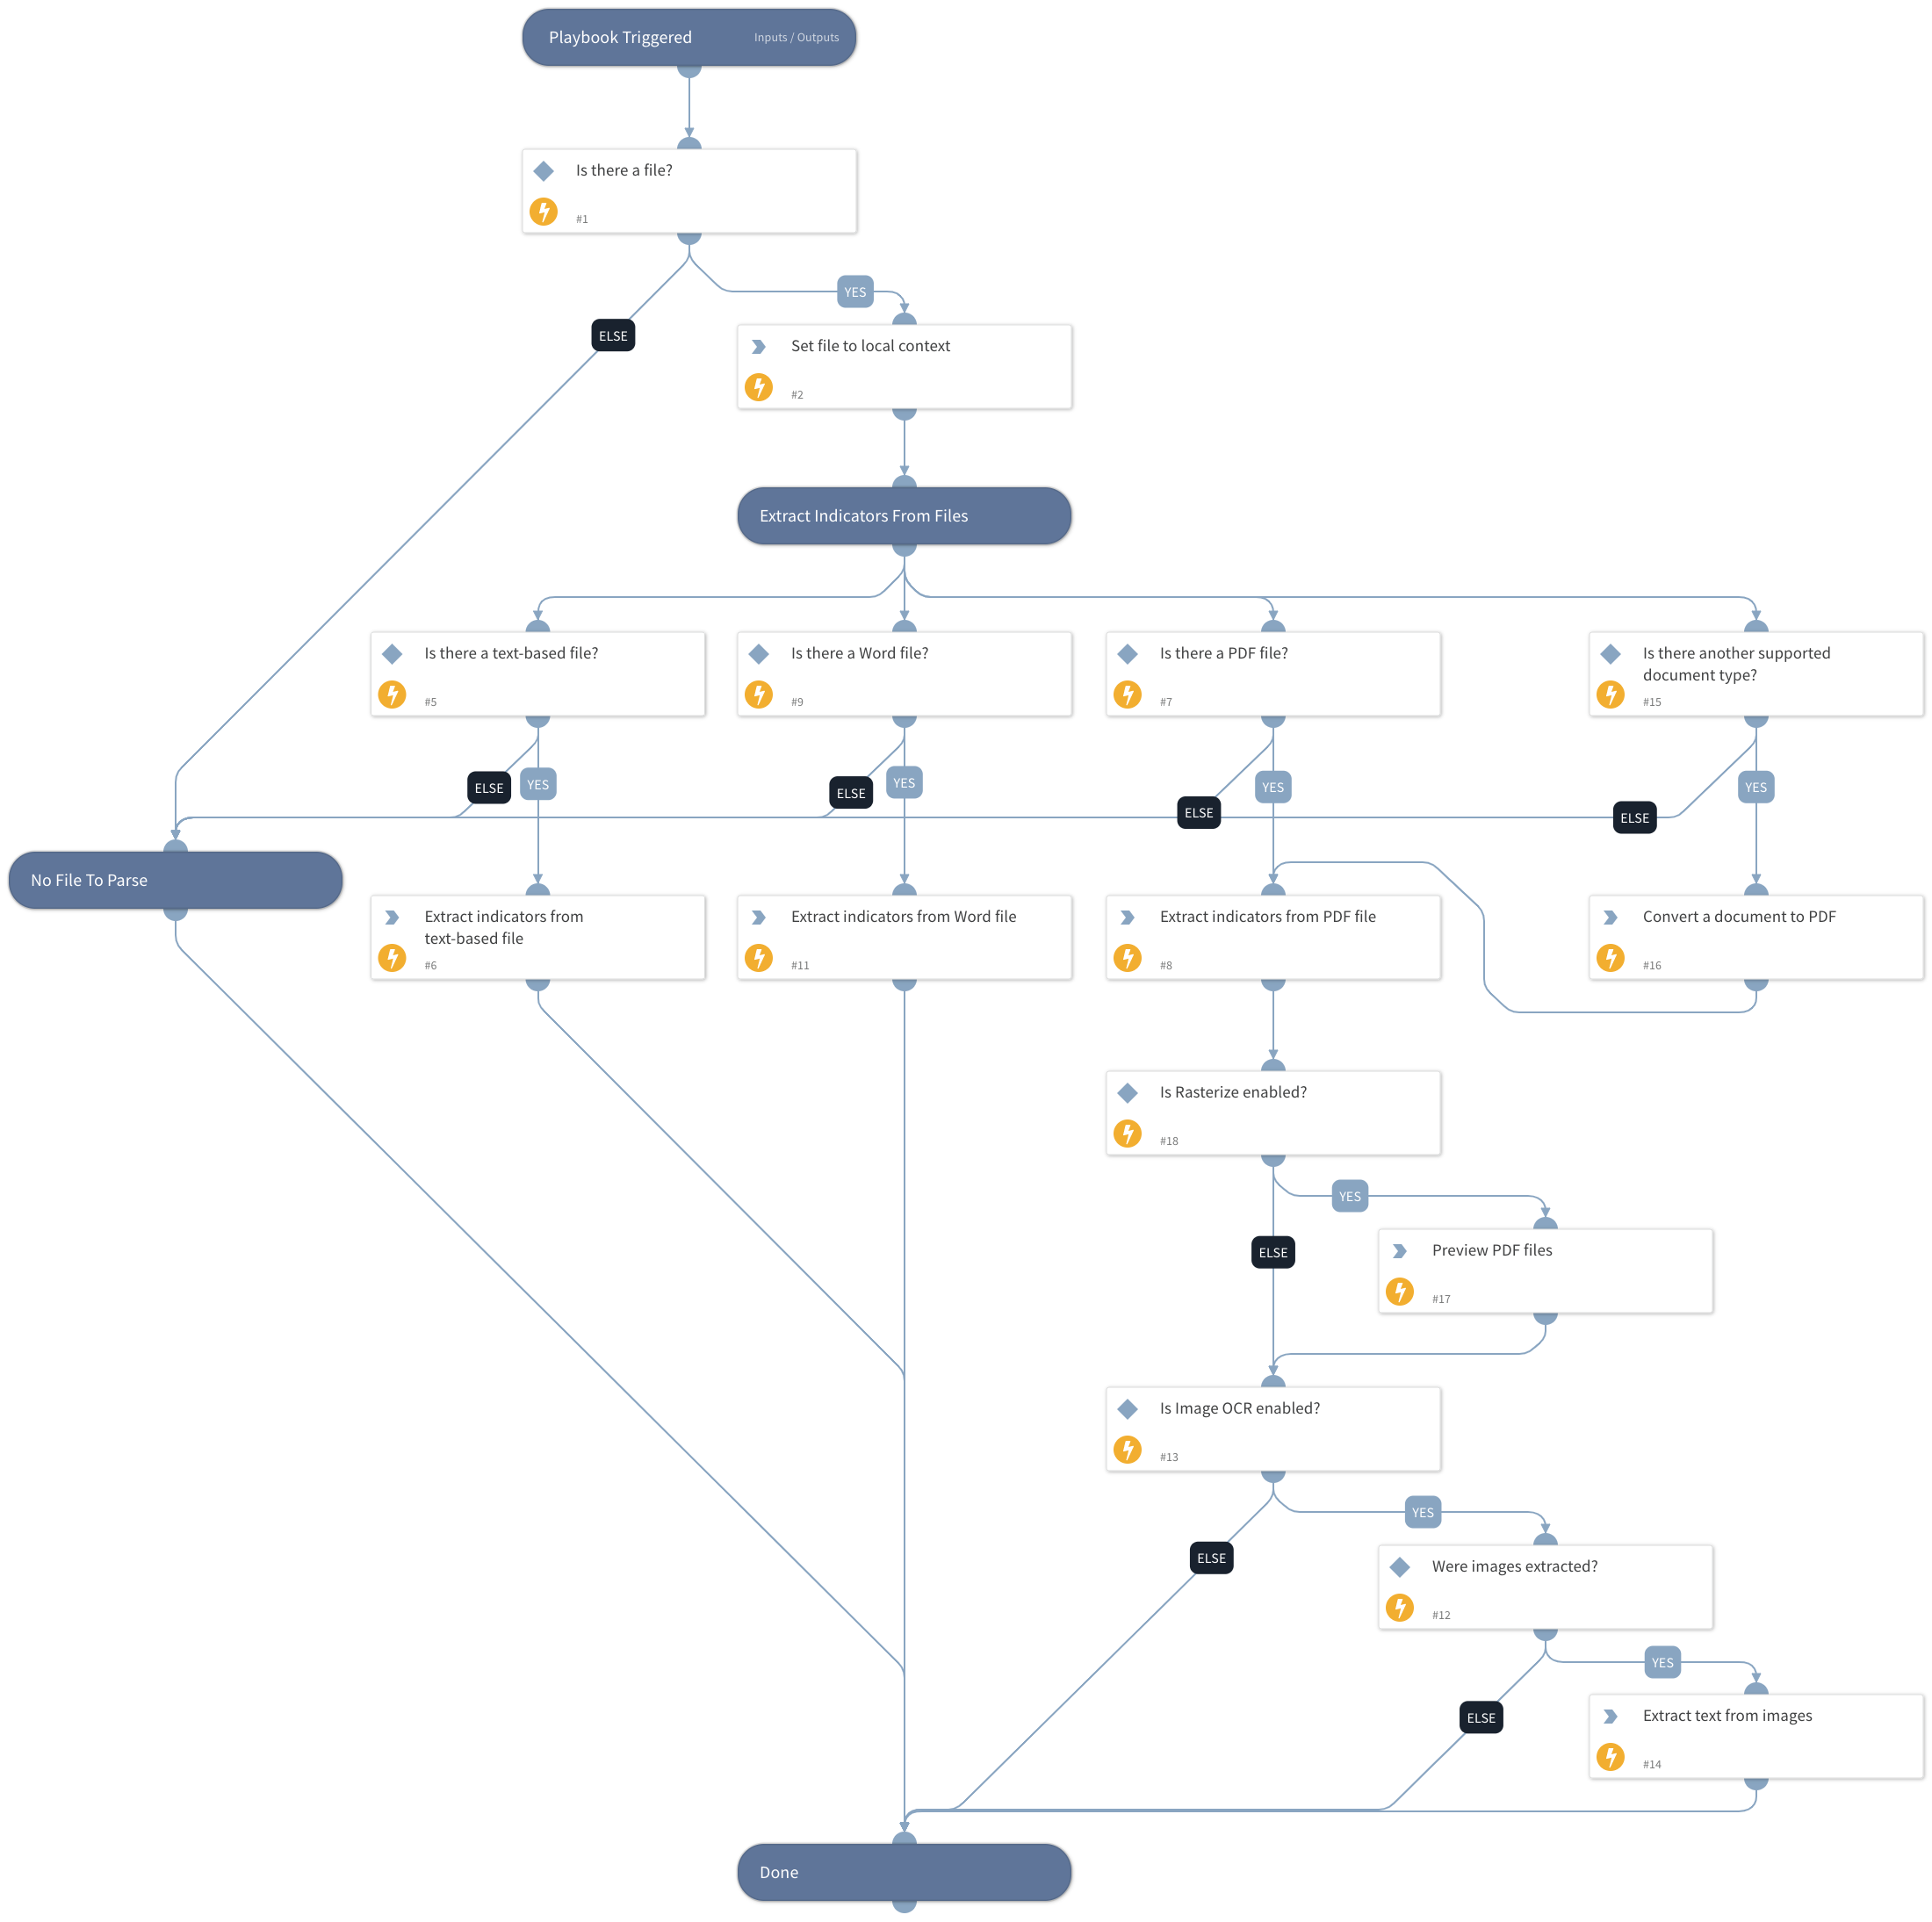 Playbook Triggered
Inputs / Outputs
Is there a file?
#1
YES
ELSE
Set file to local context
#2
Extract Indicators From Files
Is there a text-based file?
#5
Is there a Word file?
#9
Is there a PDF file?
#7
Is there another supported
document type?
#15
ELSE
YES
ELSE
YES
ELSE
YES
ELSE
YES
No File To Parse
Extract indicators from
text-based file
#6
Extract indicators from Word file
#11
Extract indicators from PDF file
#8
Convert a document to PDF
#16
Is Rasterize enabled?
#18
YES
ELSE
Preview PDF files
#17
Is Image OCR enabled?
#13
YES
ELSE
Were images extracted?
#12
YES
ELSE
Extract text from images
#14
Done